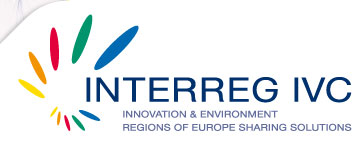 INTERREG IVC
INNOVATION & ENVIRONMENT
REGIONS OF EUROPE SHARING SOLUTIONS